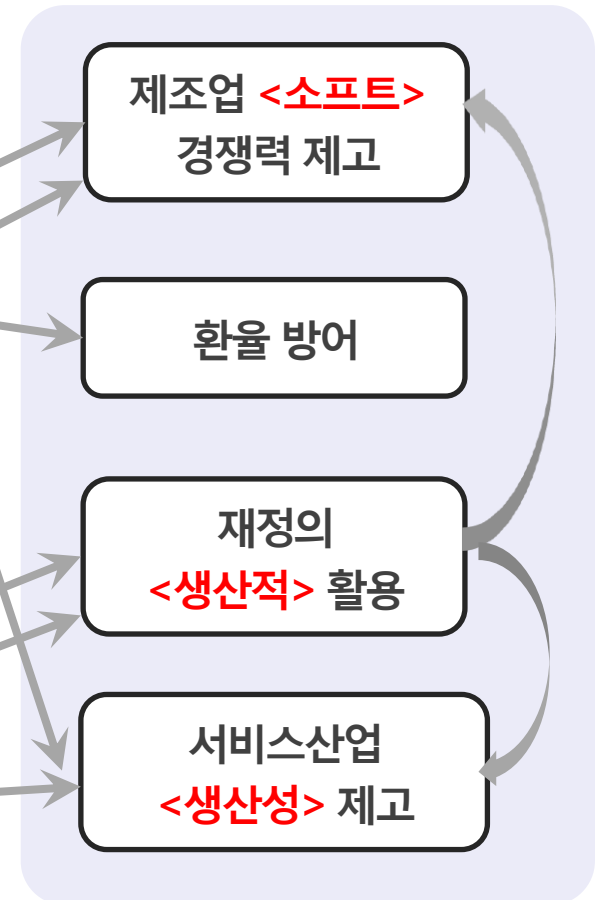 제조업 <소프트>
경쟁력 제고
환율 방어
재정의
<생산적> 활용
서비스산업
<생산성> 제고